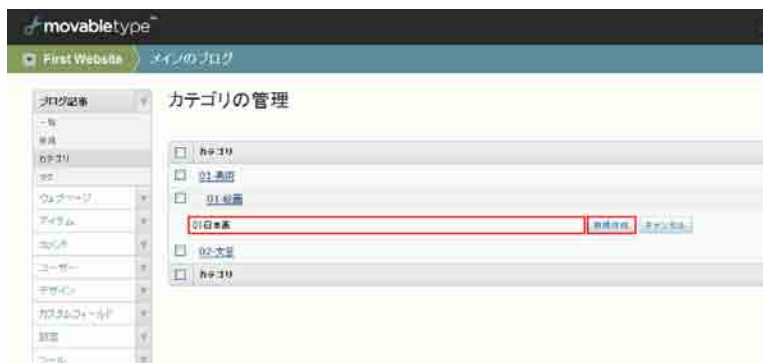 movabletype™
First Website
メインのブログ
ブログ記事
カテゴリの管理
一覧
新規
カテゴリ
カテゴリ
01-美術
ウェブページ
01-絵画
アイテム
01日本画
新規作成
キャンセル
コメント
02-文芸
ユーザー
カテゴリ
デザイン
カスタムフィールド
設定
ツール